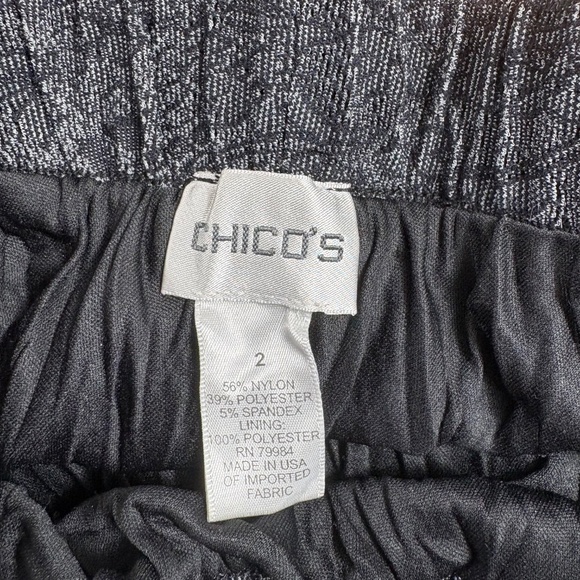 CHICO'S
2
56% NYLON
39% POLYESTER
5% SPANDEX
LINING:
100% POLYESTER
RN 79984
MADE IN USA
OF IMPORTED
FABRIC